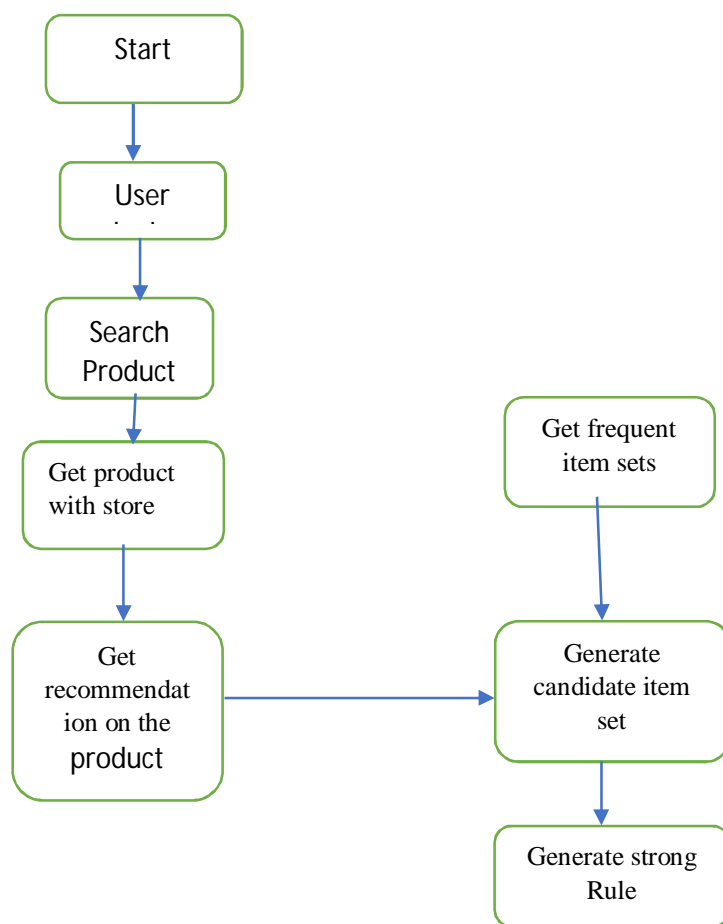 Start
User
Search
Product
Get product
with store
Get
recommendat
ion on the
product
Get frequent
item sets
Generate
candidate item
set
Generate strong
Rule